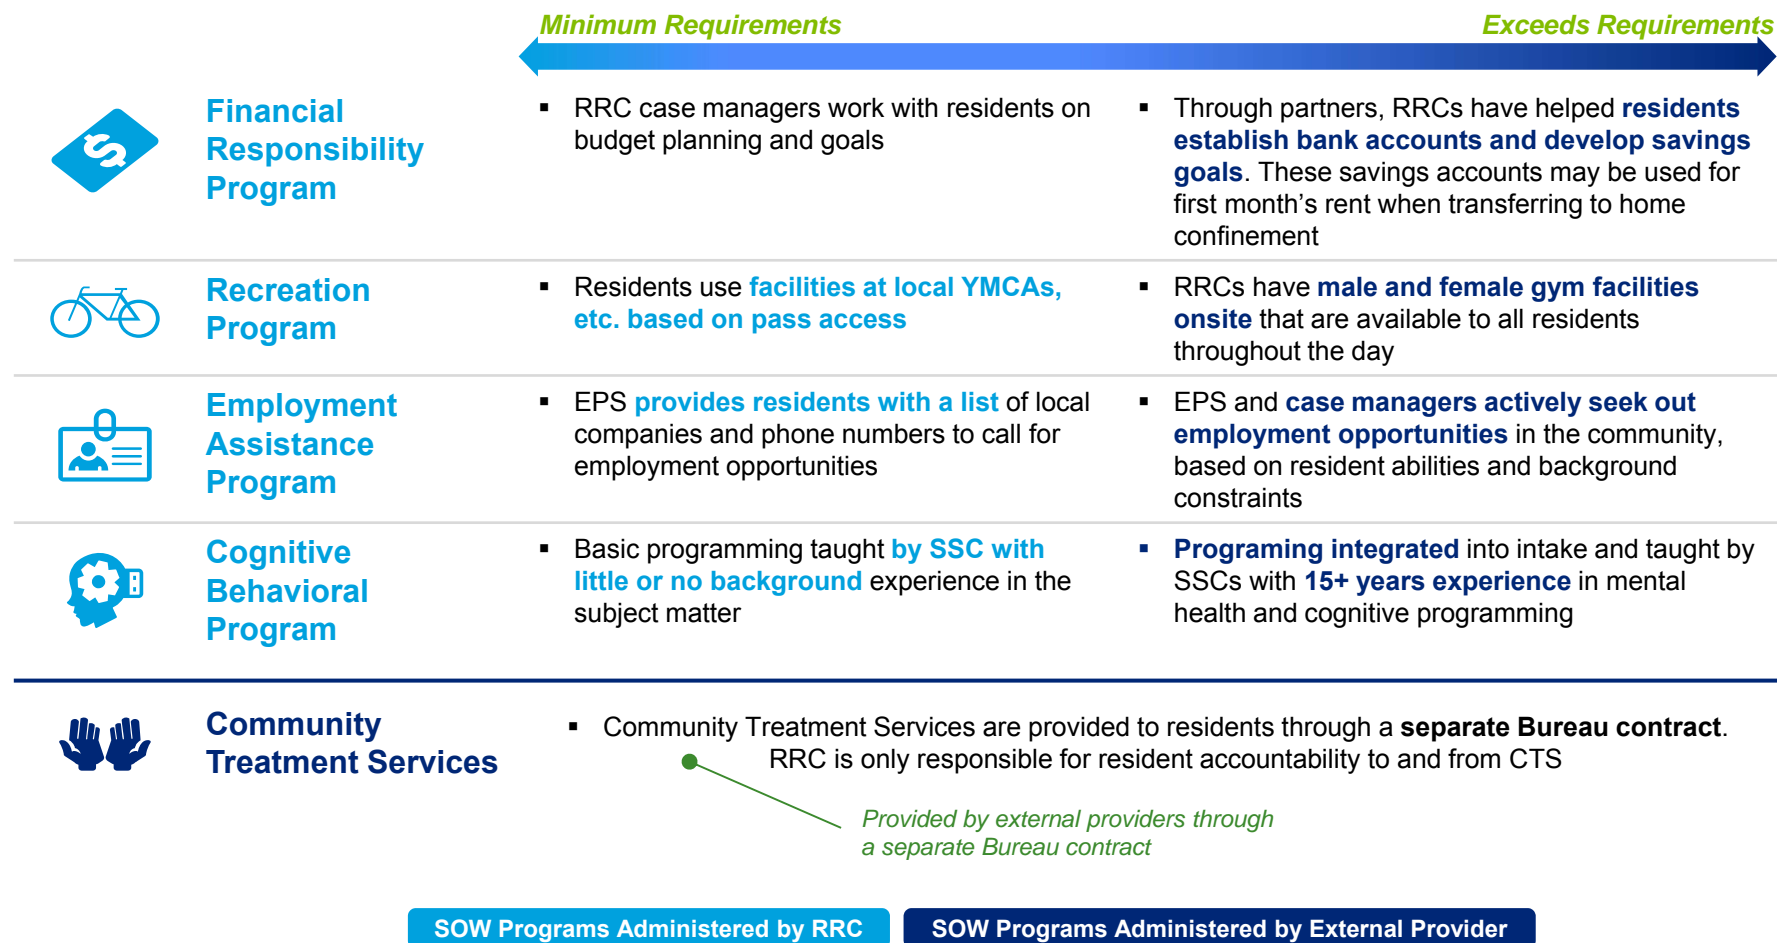 Minimum Requirements
Exceeds Requirements
Financial
Responsibility
Program
▪ RRC case managers work with residents on
budget planning and goals
▪ Through partners, RRCs have helped residents
establish bank accounts and develop savings
goals. These savings accounts may be used for
first month's rent when transferring to home
confinement
Recreation
Program
▪ Residents use facilities at local YMCAs,
etc. based on pass access
▪ RRCs have male and female gym facilities
onsite that are available to all residents
throughout the day
Employment
Assistance
Program
▪ EPS provides residents with a list of local
companies and phone numbers to call for
employment opportunities
▪ EPS and case managers actively seek out
employment opportunities in the community,
based on resident abilities and background
constraints
Cognitive
Behavioral
Program
▪ Basic programming taught by SSC with
little or no background experience in the
subject matter
▪ Programing integrated into intake and taught by
SSCs with 15+ years experience in mental
health and cognitive programming
Community
Treatment Services
▪ Community Treatment Services are provided to residents through a separate Bureau contract.
RRC is only responsible for resident accountability to and from CTS
Provided by external providers through
a separate Bureau contract
SOW Programs Administered by RRC
SOW Programs Administered by External Provider